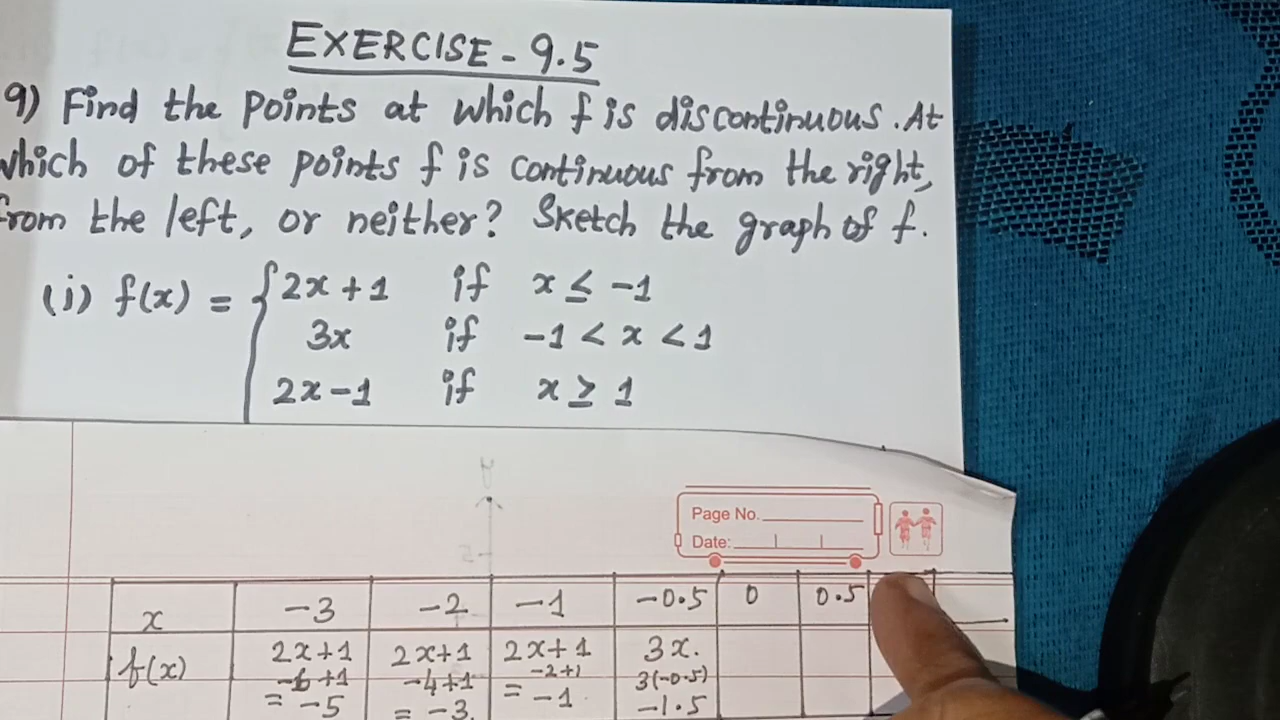 EXERCISE - 9.5
9) Find the points at which f is discontinuous. At
which of these points f is continuous from the right,
from the left, or neither? Sketch the graph of f.
(i) f(x) = { 2x + 1 if x ≤ -1
3x if -1 < x < 1
2x - 1 if x ≥ 1
y
Page No.
Date:
x -3 -2 -1 -0.5 0 0.5
f(x) 2x+1 2x+1 2x+1 3x.
-6+1 -4+1 -2+1 3(-0.5)
= -5 = -3. = -1 -1.5